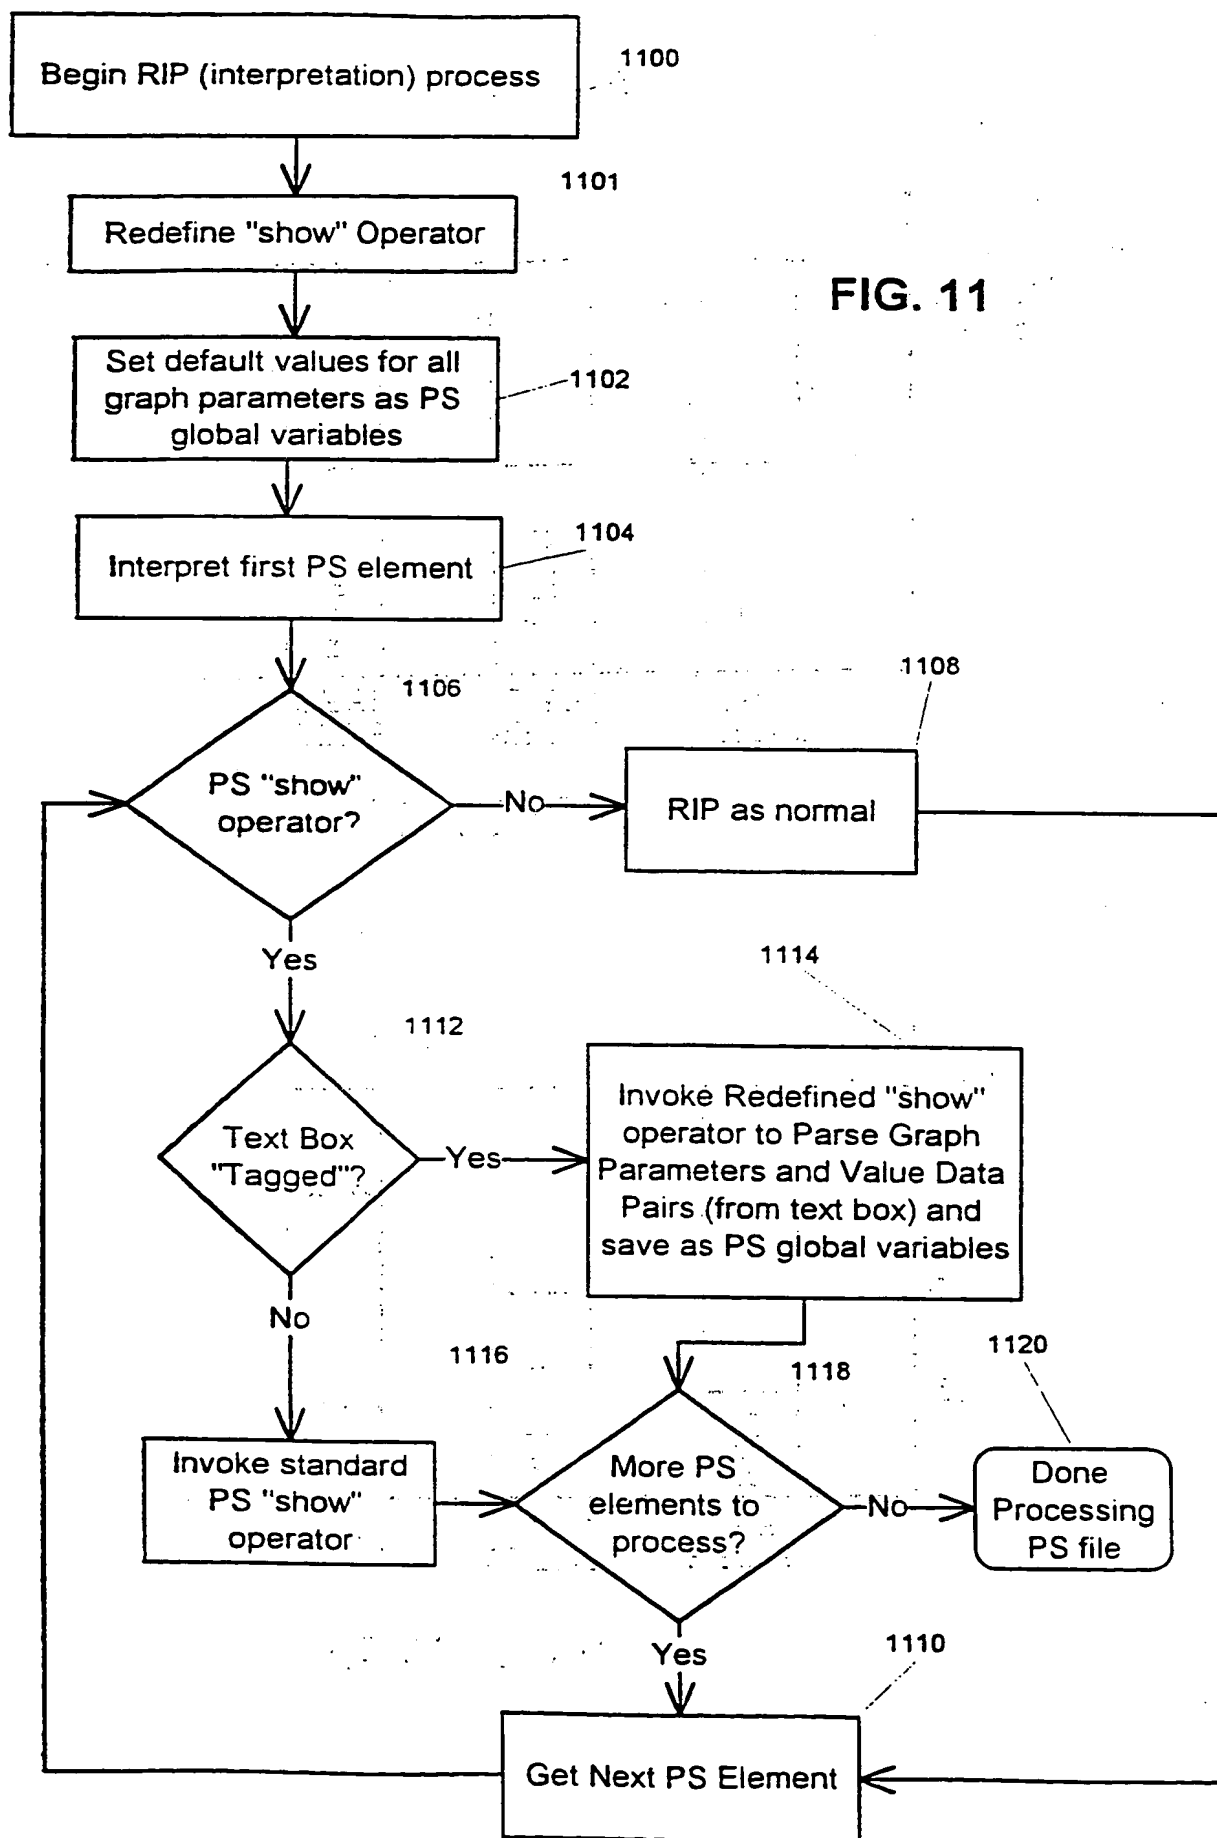 Begin RIP (interpretation) process
1100
1101
Redefine "show" Operator
FIG. 11
Set default values for all
graph parameters as PS
global variables
1102
1104
Interpret first PS element
1106
1108
PS "show"
operator?
No
RIP as normal
Yes
1114
1112
Text Box
"Tagged"?
Yes
Invoke Redefined "show"
operator to Parse Graph
Parameters and Value Data
Pairs (from text box) and
save as PS global variables
No
1116
1118
1120
Invoke standard
PS "show"
operator
More PS
elements to
process?
No
Done
Processing
PS file
Yes
1110
Get Next PS Element